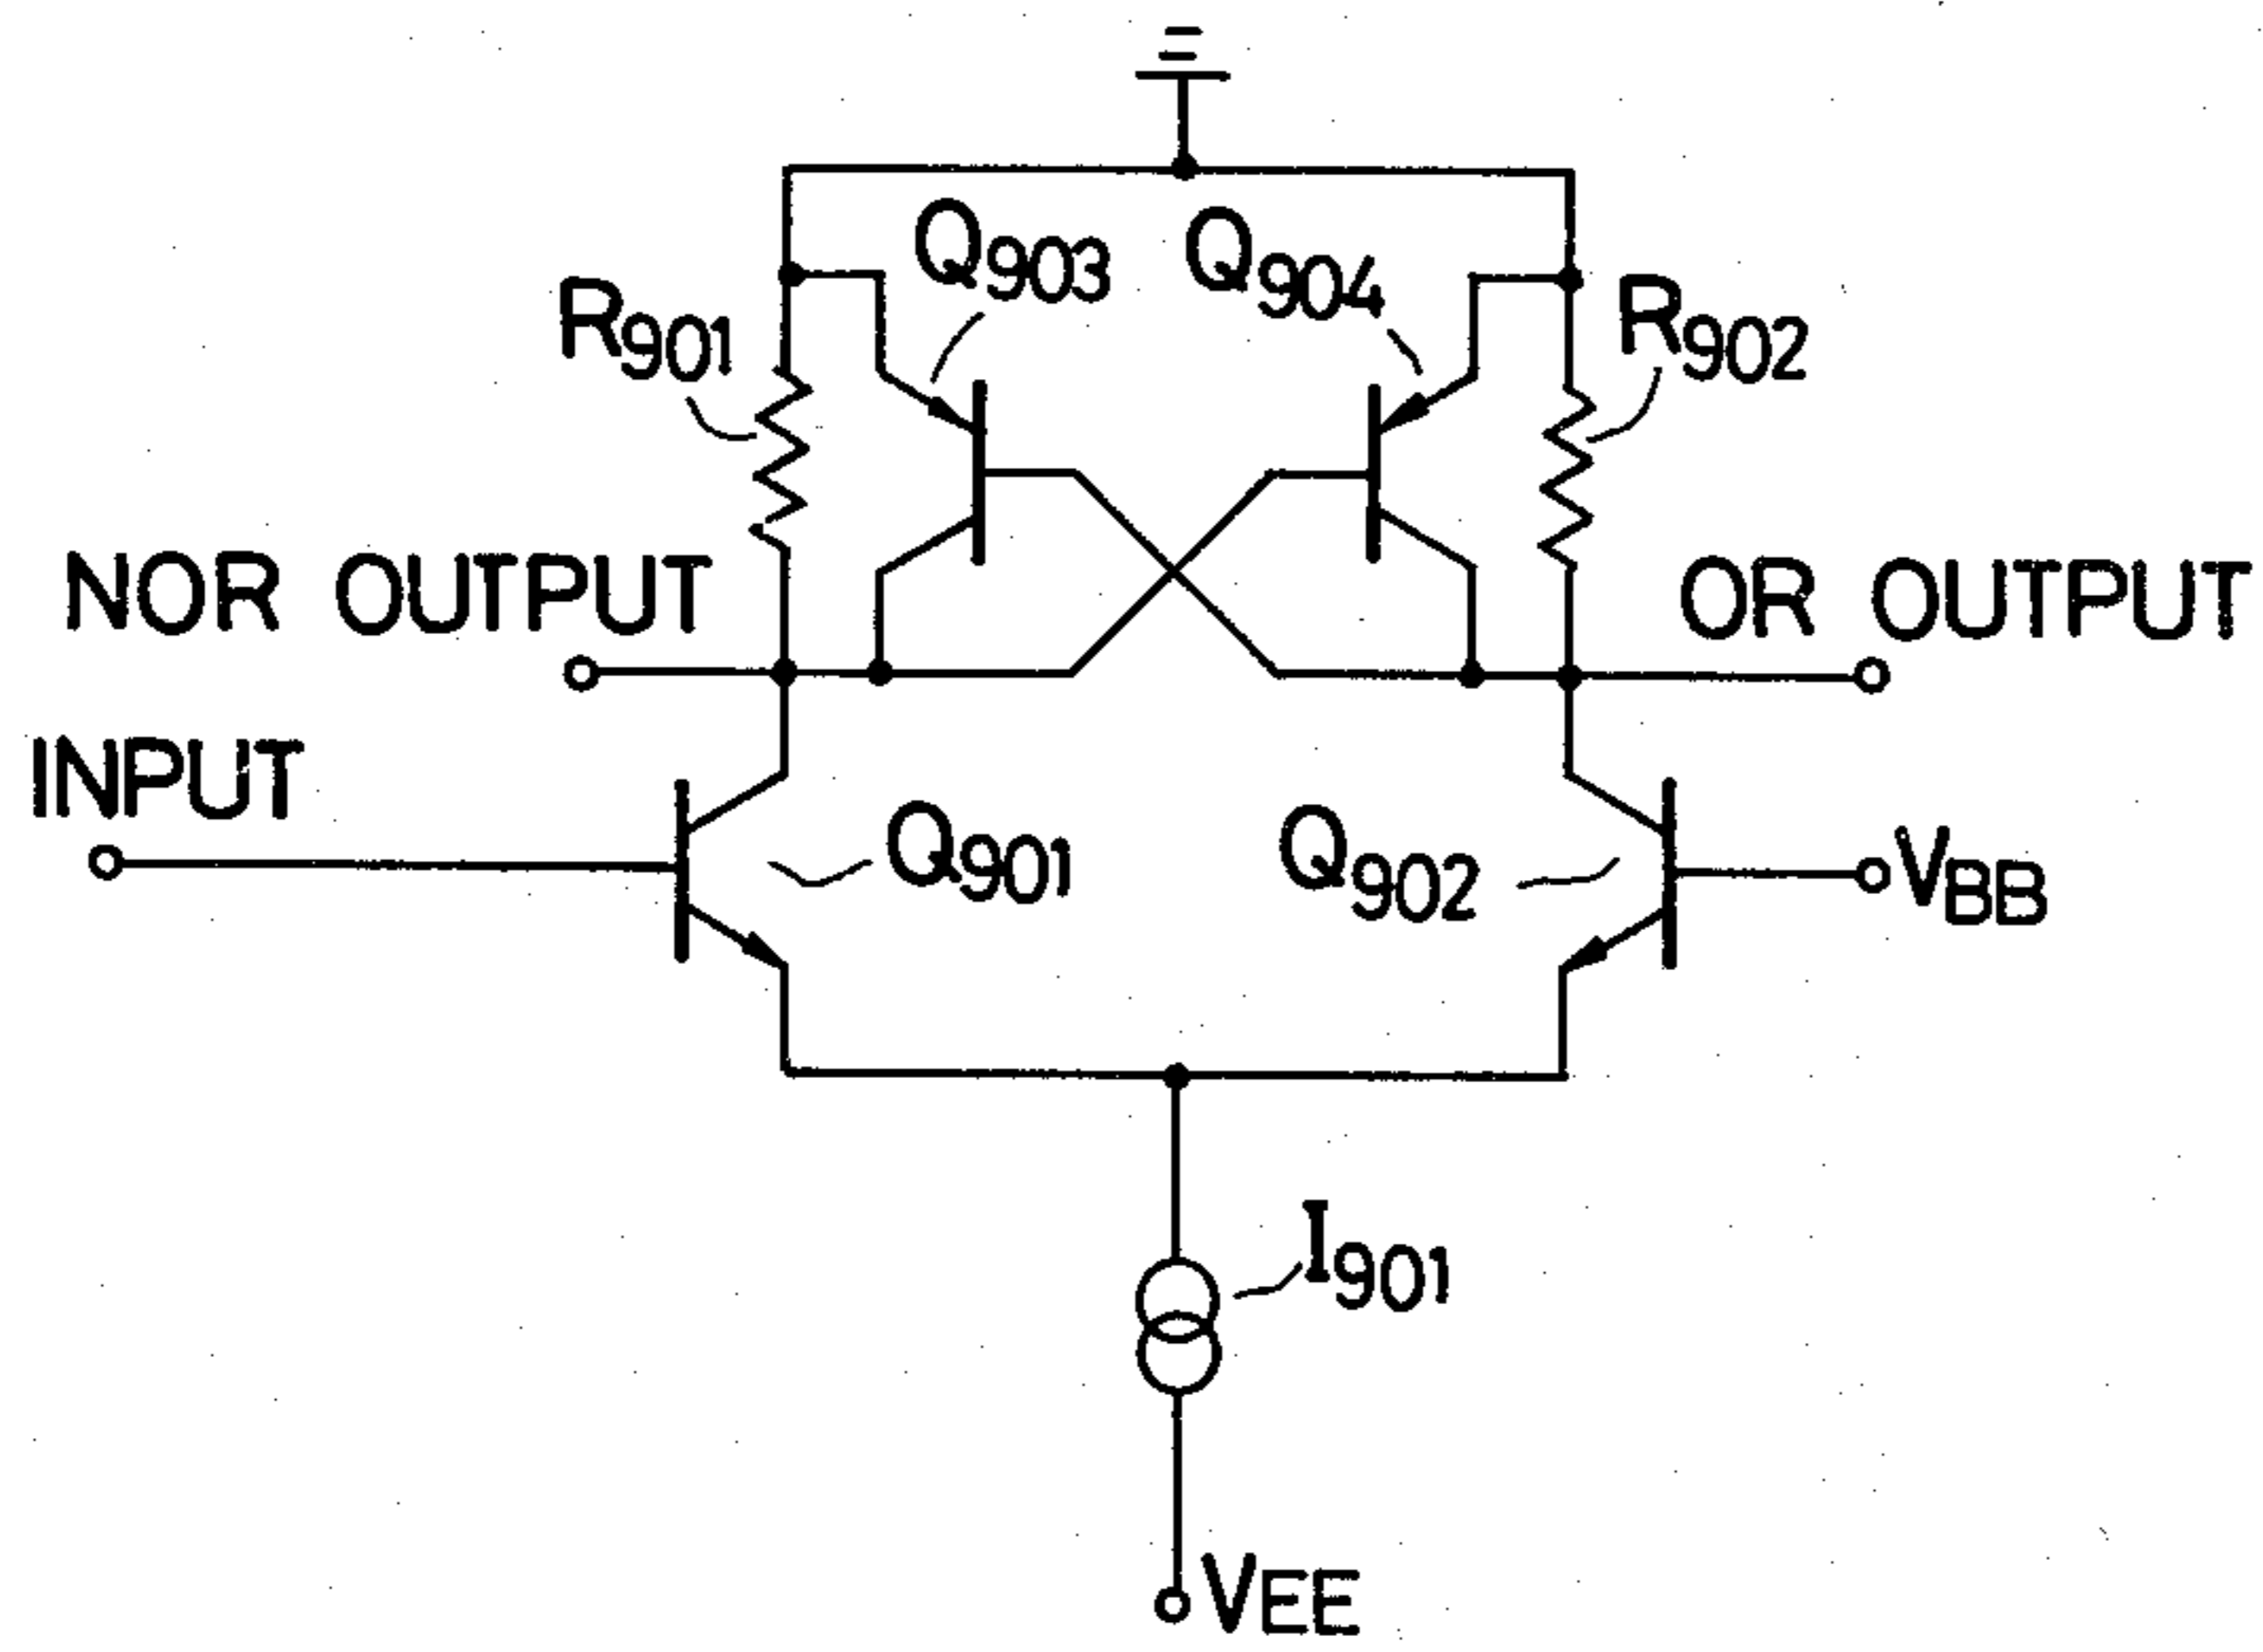 Q903
Q904
R901
R902
NOR OUTPUT
OR OUTPUT
INPUT
Q901
Q902
VBB
I901
VEE